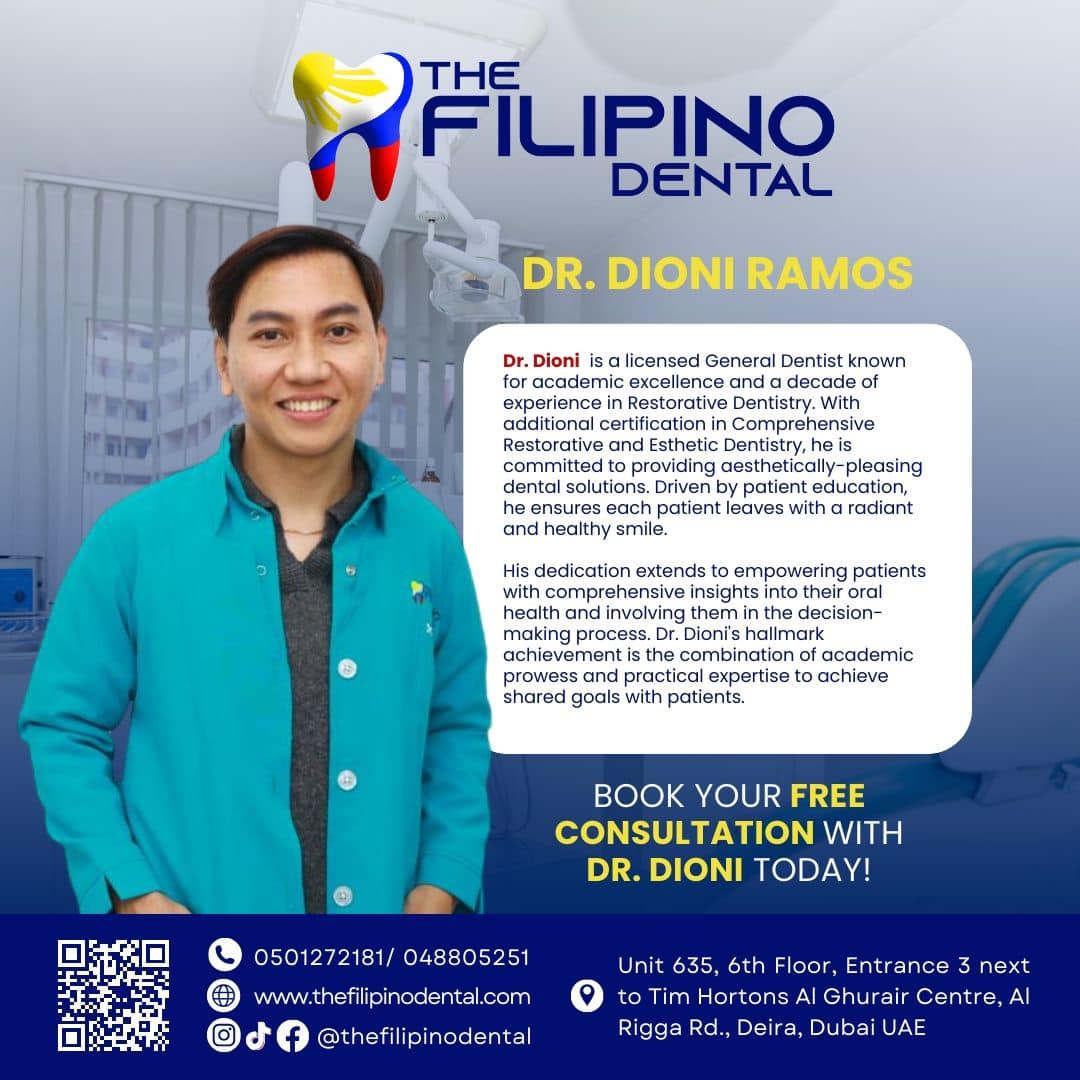 THE
FILIPINO
DENTAL
DR. DIONI RAMOS
Dr. Dioni is a licensed General Dentist known
for academic excellence and a decade of
experience in Restorative Dentistry. With
additional certification in Comprehensive
Restorative and Esthetic Dentistry, he is
committed to providing aesthetically-pleasing
dental solutions. Driven by patient education,
he ensures each patient leaves with a radiant
and healthy smile.
His dedication extends to empowering patients
with comprehensive insights into their oral
health and involving them in the decision-
making process. Dr. Dioni's hallmark
achievement is the combination of academic
prowess and practical expertise to achieve
shared goals with patients.
BOOK YOUR FREE
CONSULTATION WITH
DR. DIONI TODAY!
0501272181/ 048805251
www.thefilipinodental.com
@thefilipinodental
Unit 635, 6th Floor, Entrance 3 next
to Tim Hortons Al Ghurair Centre, Al
Rigga Rd., Deira, Dubai UAE